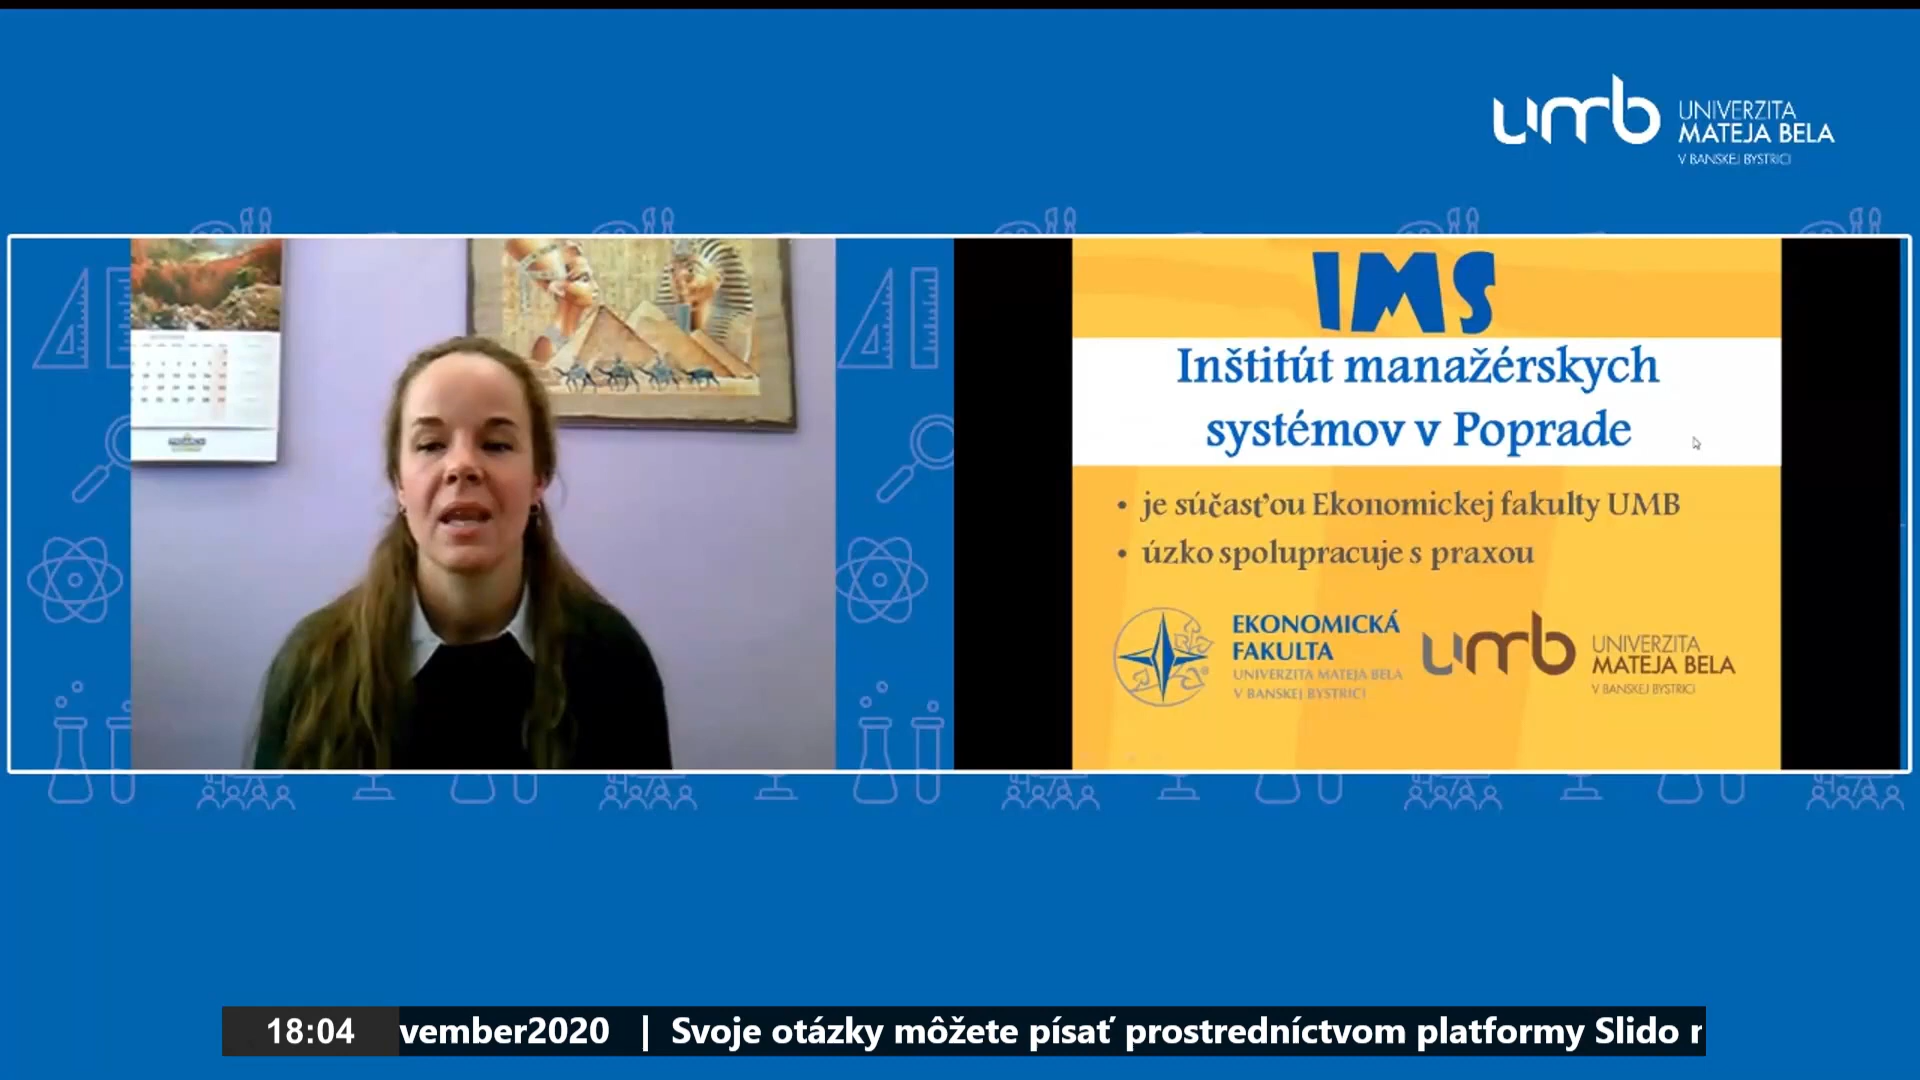 umb
UNIVERZITA
MATEJA BELA
V BANSKEJ BYSTRICI
IMS
Inštitút manažérskych
systémov v Poprade
• je súčasťou Ekonomickej fakulty UMB
• úzko spolupracuje s praxou
EKONOMICKÁ
FAKULTA
UNIVERZITA MATEJA BELA
V BANSKEJ BYSTRICI
umb
UNIVERZITA
MATEJA BELA
V BANSKEJ BYSTRICI
18:04 vember2020 | Svoje otázky môžete písať prostredníctvom platformy Slido